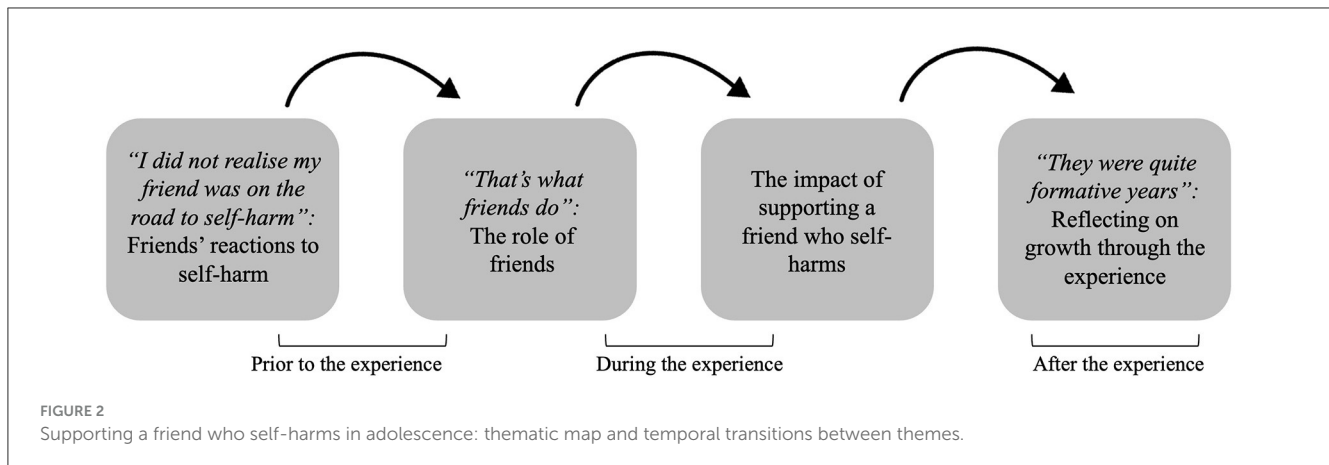 “I did not realise my
friend was on the
road to self-harm”:
Friends’ reactions to
self-harm
“That’s what
friends do”:
The role of
friends
The impact of
supporting a
friend who self-
harms
“They were quite
formative years”:
Reflecting on
growth through the
experience
Prior to the experience
During the experience
After the experience
FIGURE 2
Supporting a friend who self-harms in adolescence: thematic map and temporal transitions between themes.